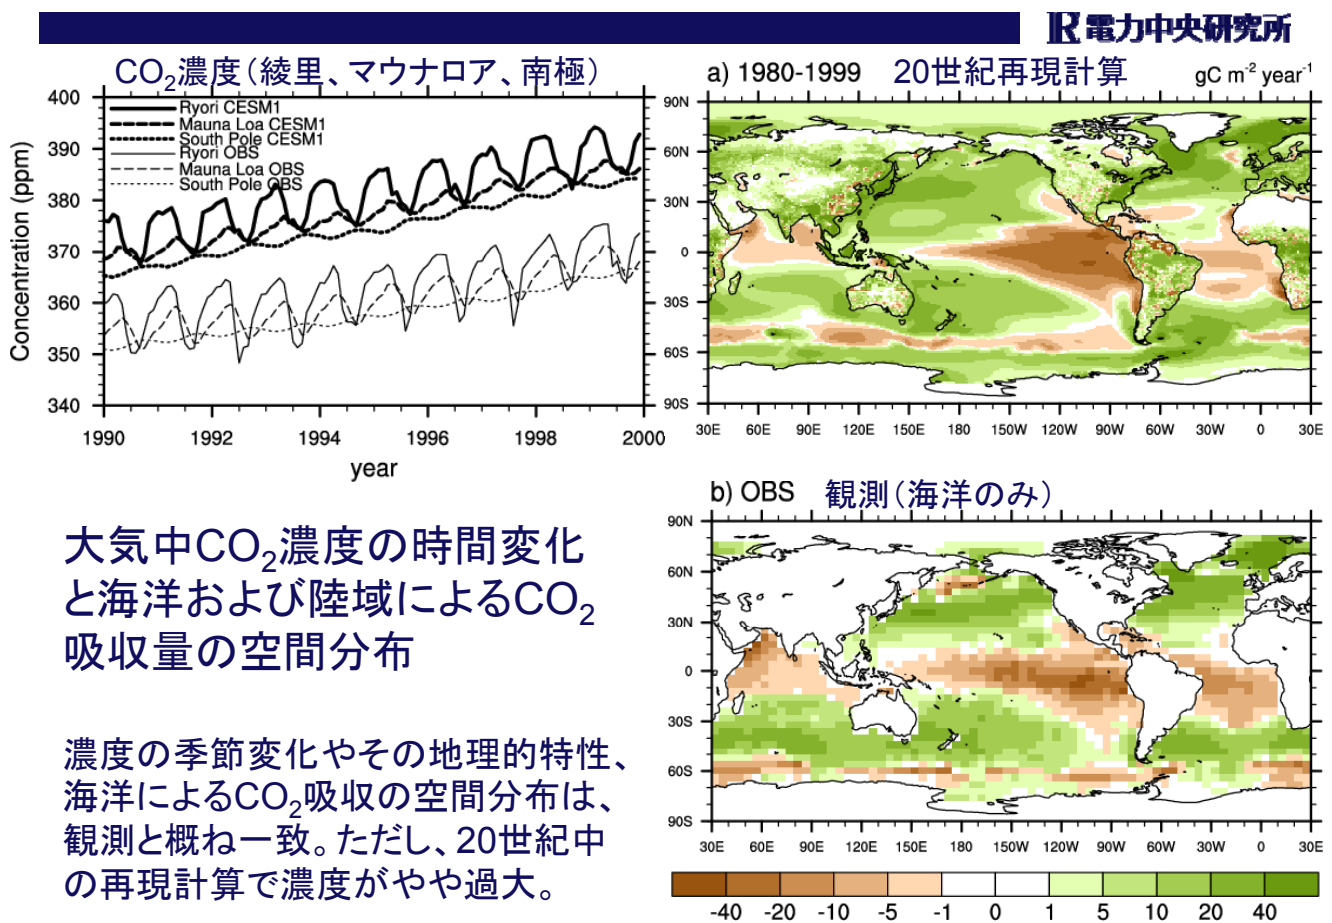 電力中央研究所
CO2濃度(綾里、マウナロア、南極)
400
390
380
370
360
350
340
Concentration (ppm)
Ryori CESM1
Mauna Loa CESM1
South Pole CESM1
Ryori OBS
Mauna Loa OBS
South Pole OBS
1990 1992 1994 1996 1998 2000
year
a) 1980-1999 20世紀再現計算 gC m-2 year-1
90N
60N
30N
0
30S
60S
90S
30E 60E 90E 120E 150E 180 150W 120W 90W 60W 30W 0 30E
b) OBS 観測(海洋のみ)
90N
60N
30N
0
30S
60S
90S
30E 60E 90E 120E 150E 180 150W 120W 90W 60W 30W 0 30E
-40 -20 -10 -5 -1 0 1 5 10 20 40
大気中CO2濃度の時間変化
と海洋および陸域によるCO2
吸収量の空間分布
濃度の季節変化やその地理的特性、
海洋によるCO2吸収の空間分布は、
観測と概ね一致。ただし、20世紀中
の再現計算で濃度がやや過大。